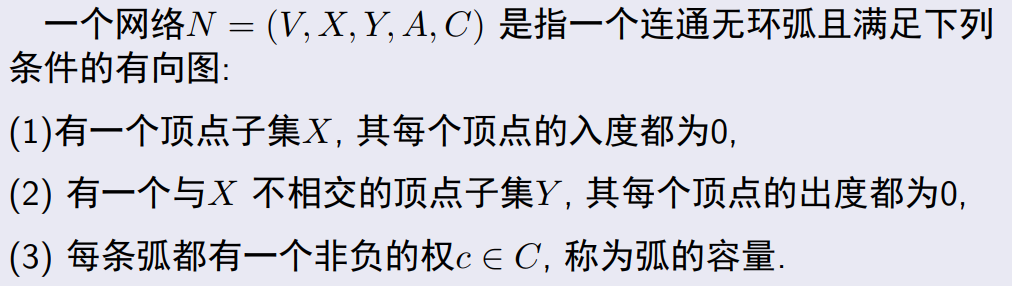 一个网络N = (V, X, Y, A, C) 是指一个连通无环弧且满足下列
条件的有向图:
(1)有一个顶点子集X, 其每个顶点的入度都为0,
(2) 有一个与X 不相交的顶点子集Y, 其每个顶点的出度都为0,
(3) 每条弧都有一个非负的权c ∈ C, 称为弧的容量.